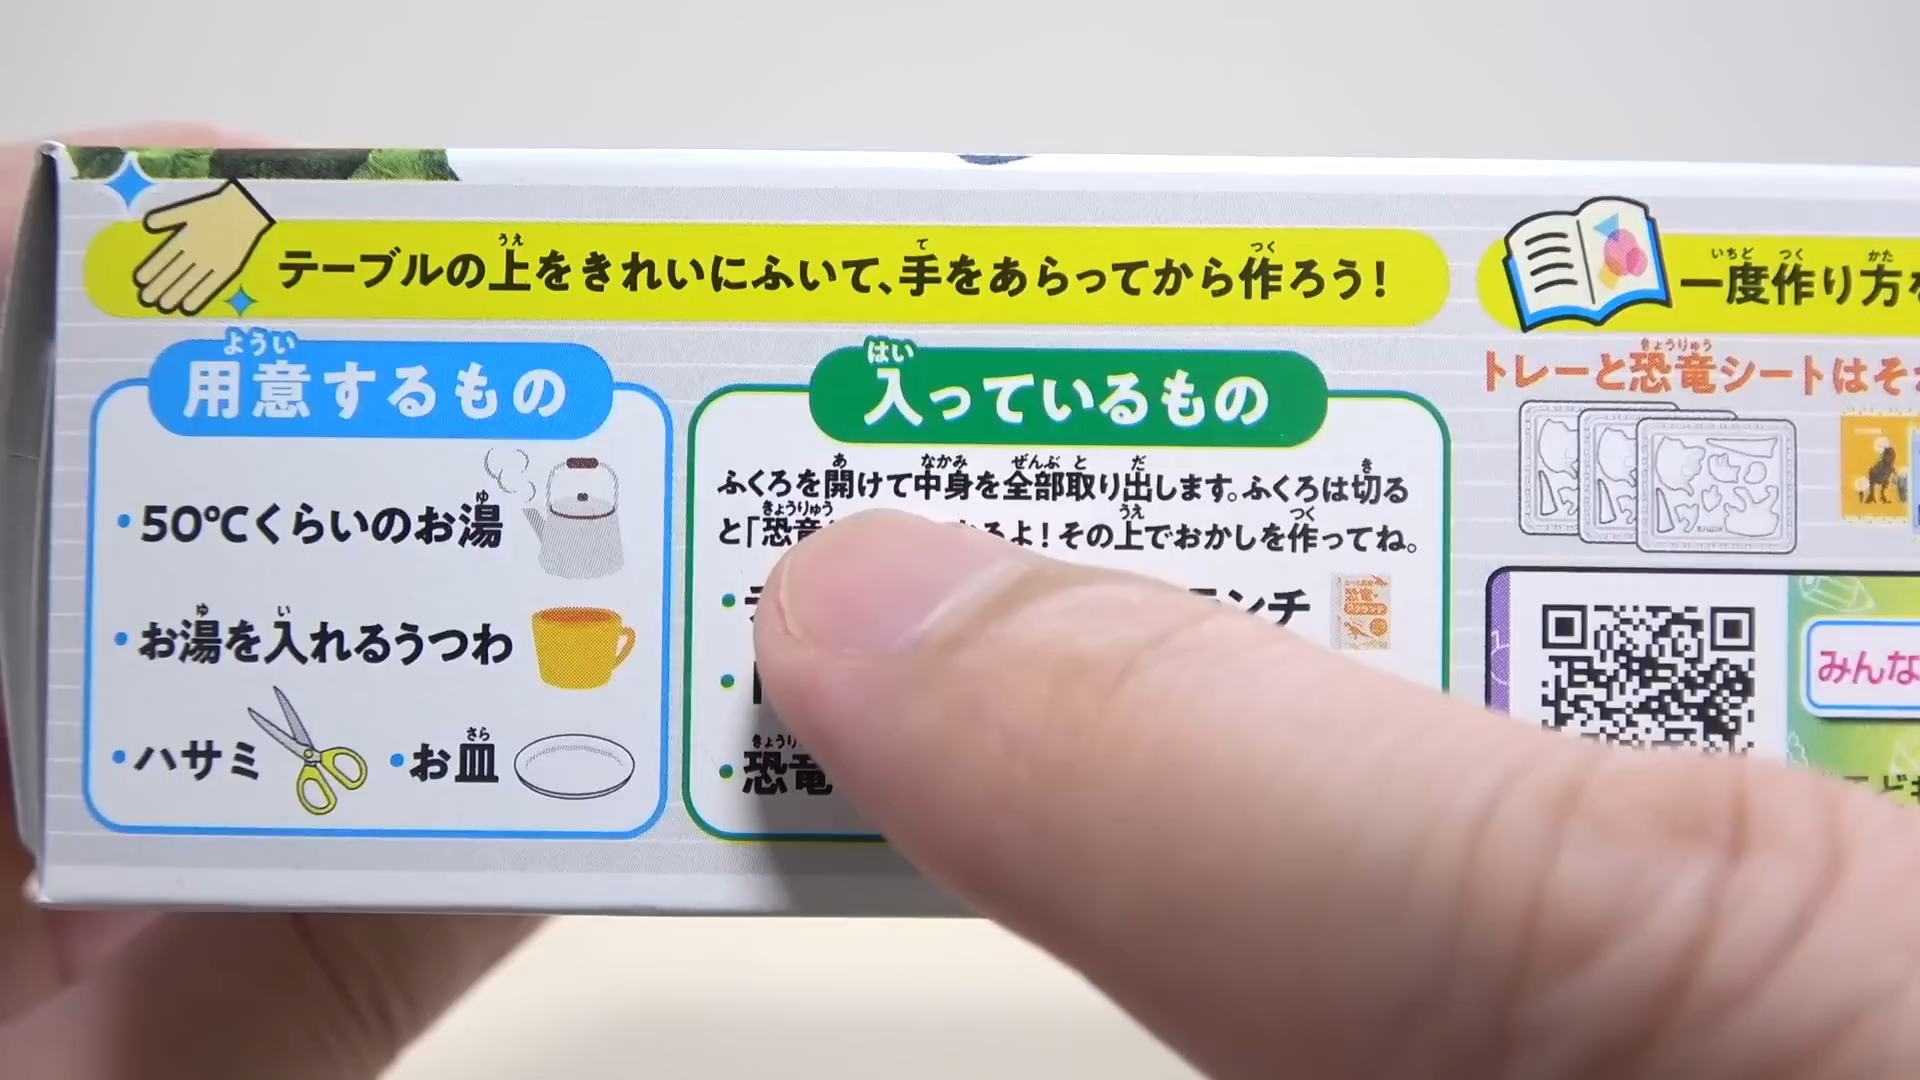 テーブルの上をきれいにふいて、手をあらってから作ろう!
用意するもの
・50℃くらいのお湯
・お湯を入れるうつわ
・ハサミ ・お皿
入っているもの
ふくろを開けて中身を全部取り出します。ふくろは切る
と「恐竜 るよ!その上でおかしを作ってね。
ンチ
恐竜
一度作り方を
トレーと恐竜シートはそ
みんな